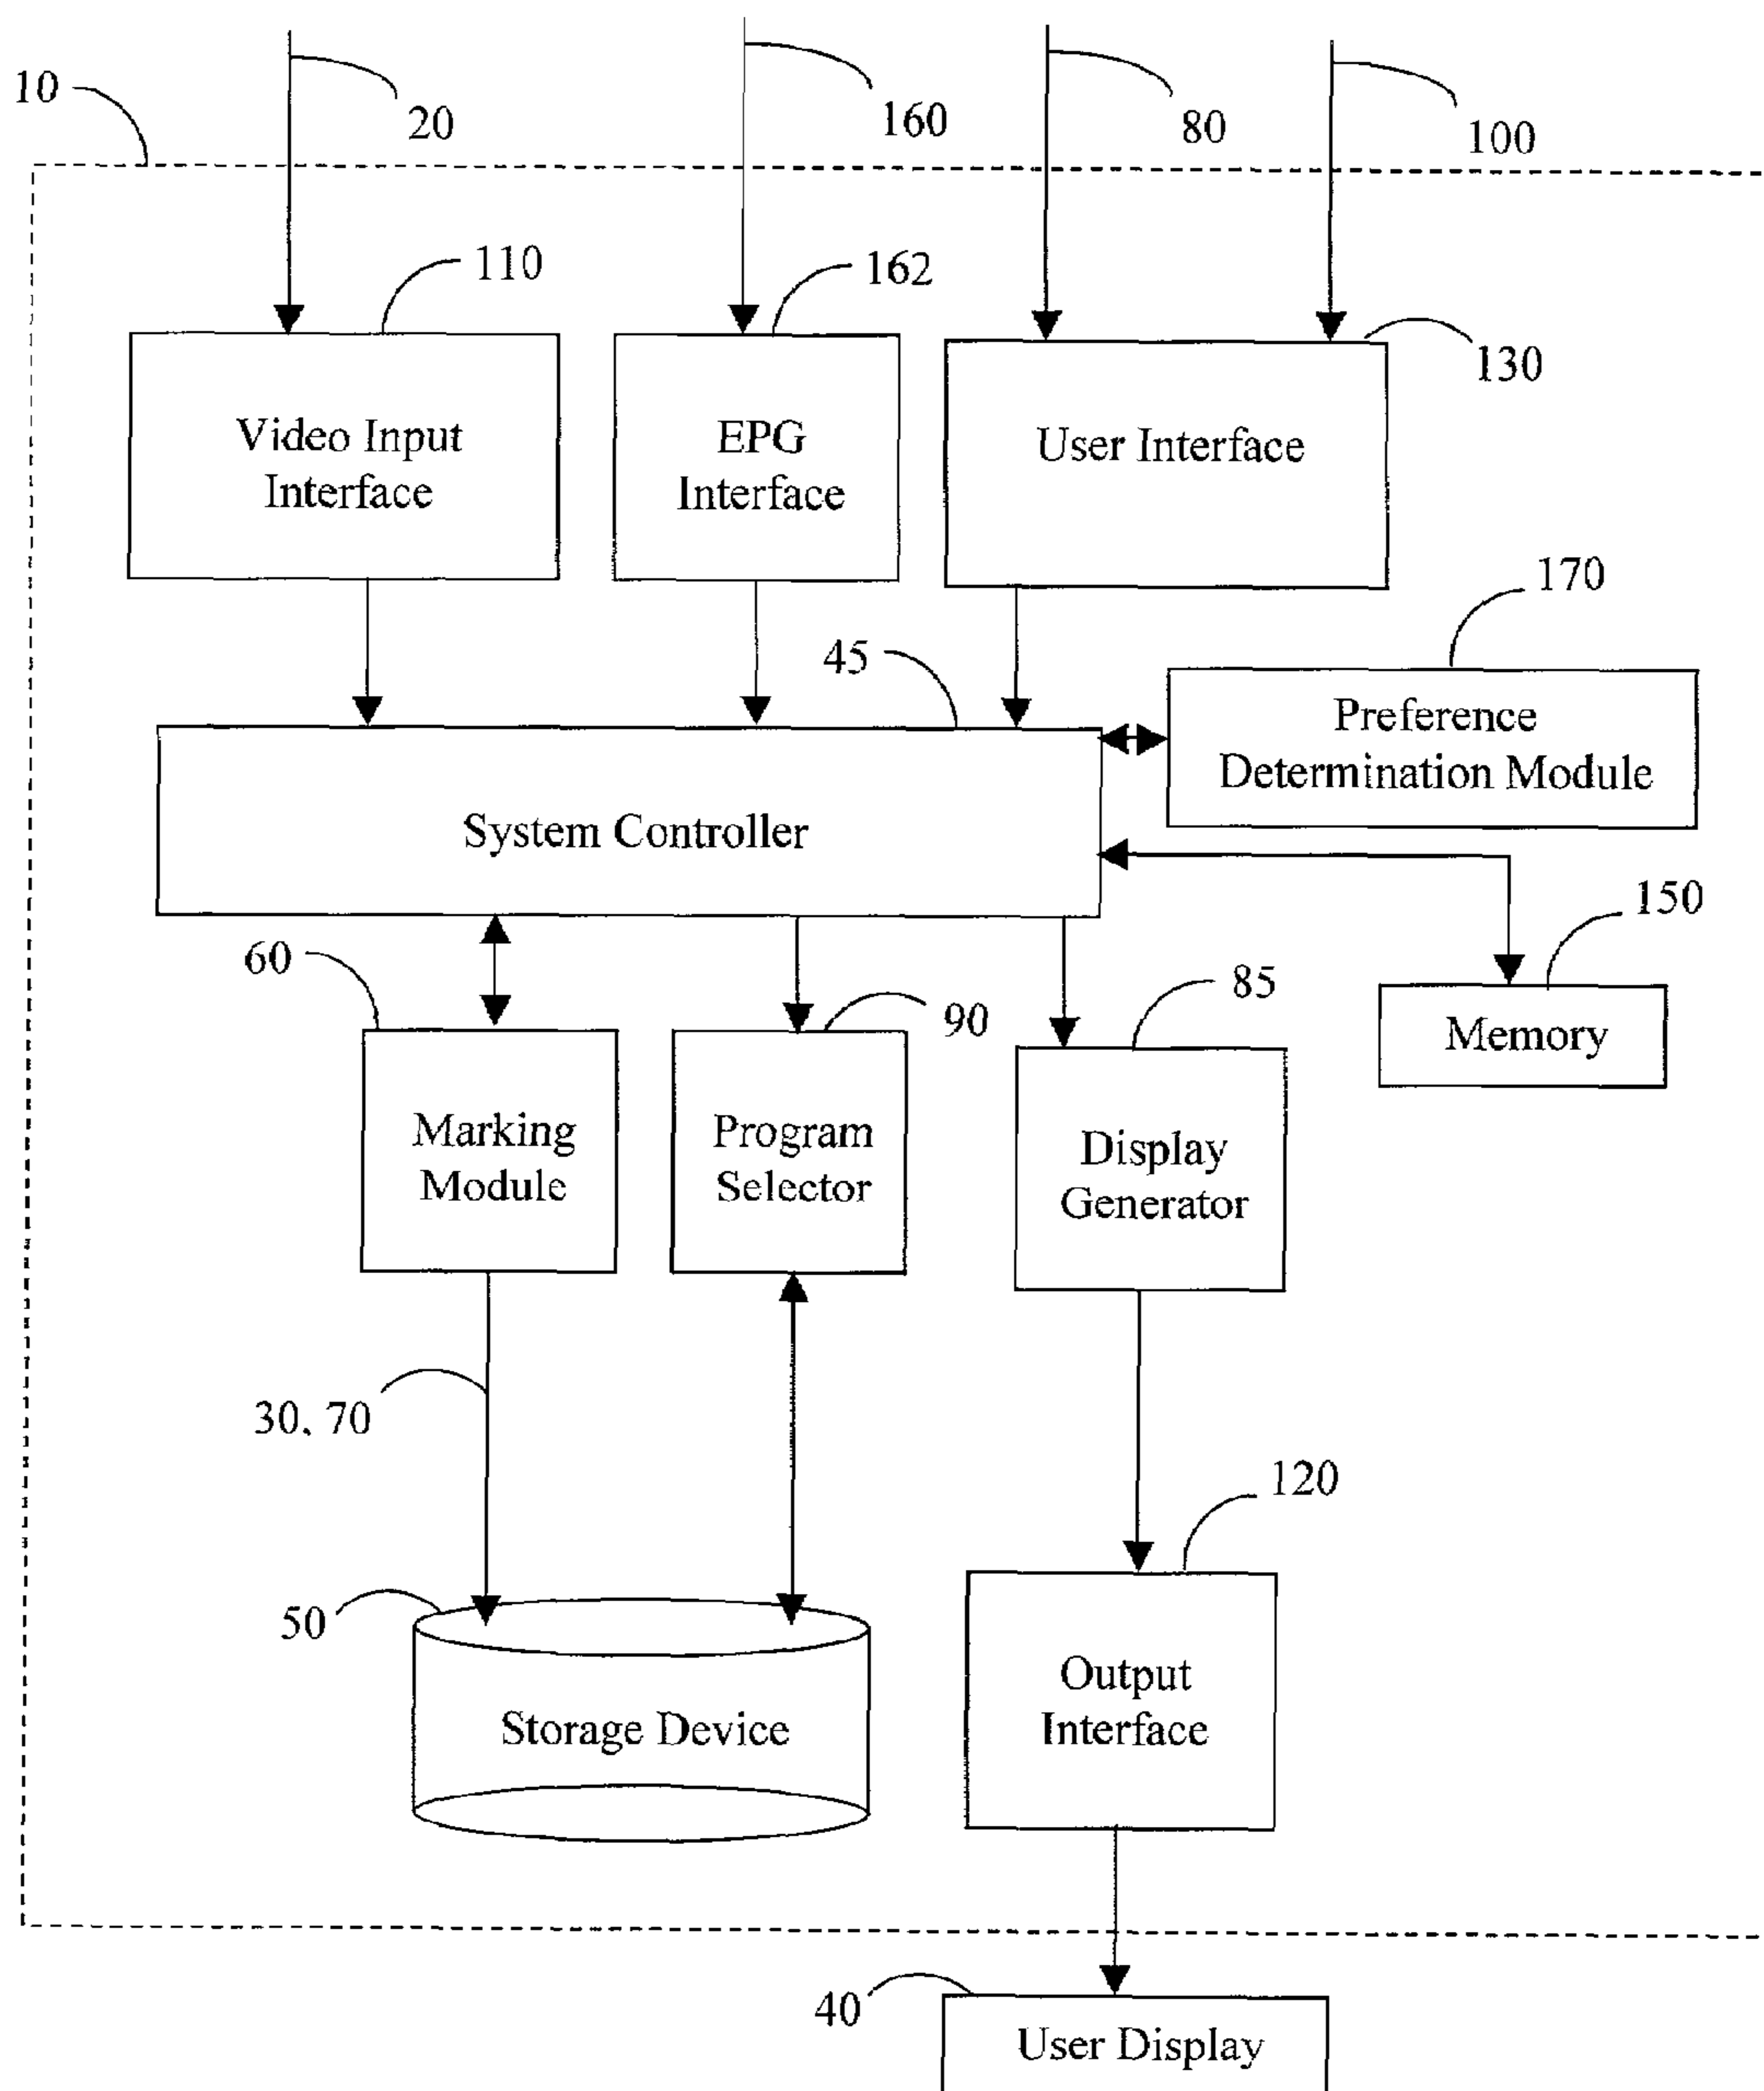 10
20
160
80
100
110
162
130
Video Input
Interface
EPG
Interface
User Interface
170
45
Preference
Determination Module
System Controller
150
60
90
85
Memory
Marking
Module
Program
Selector
Display
Generator
30, 70
120
50
Output
Interface
Storage Device
40
User Display